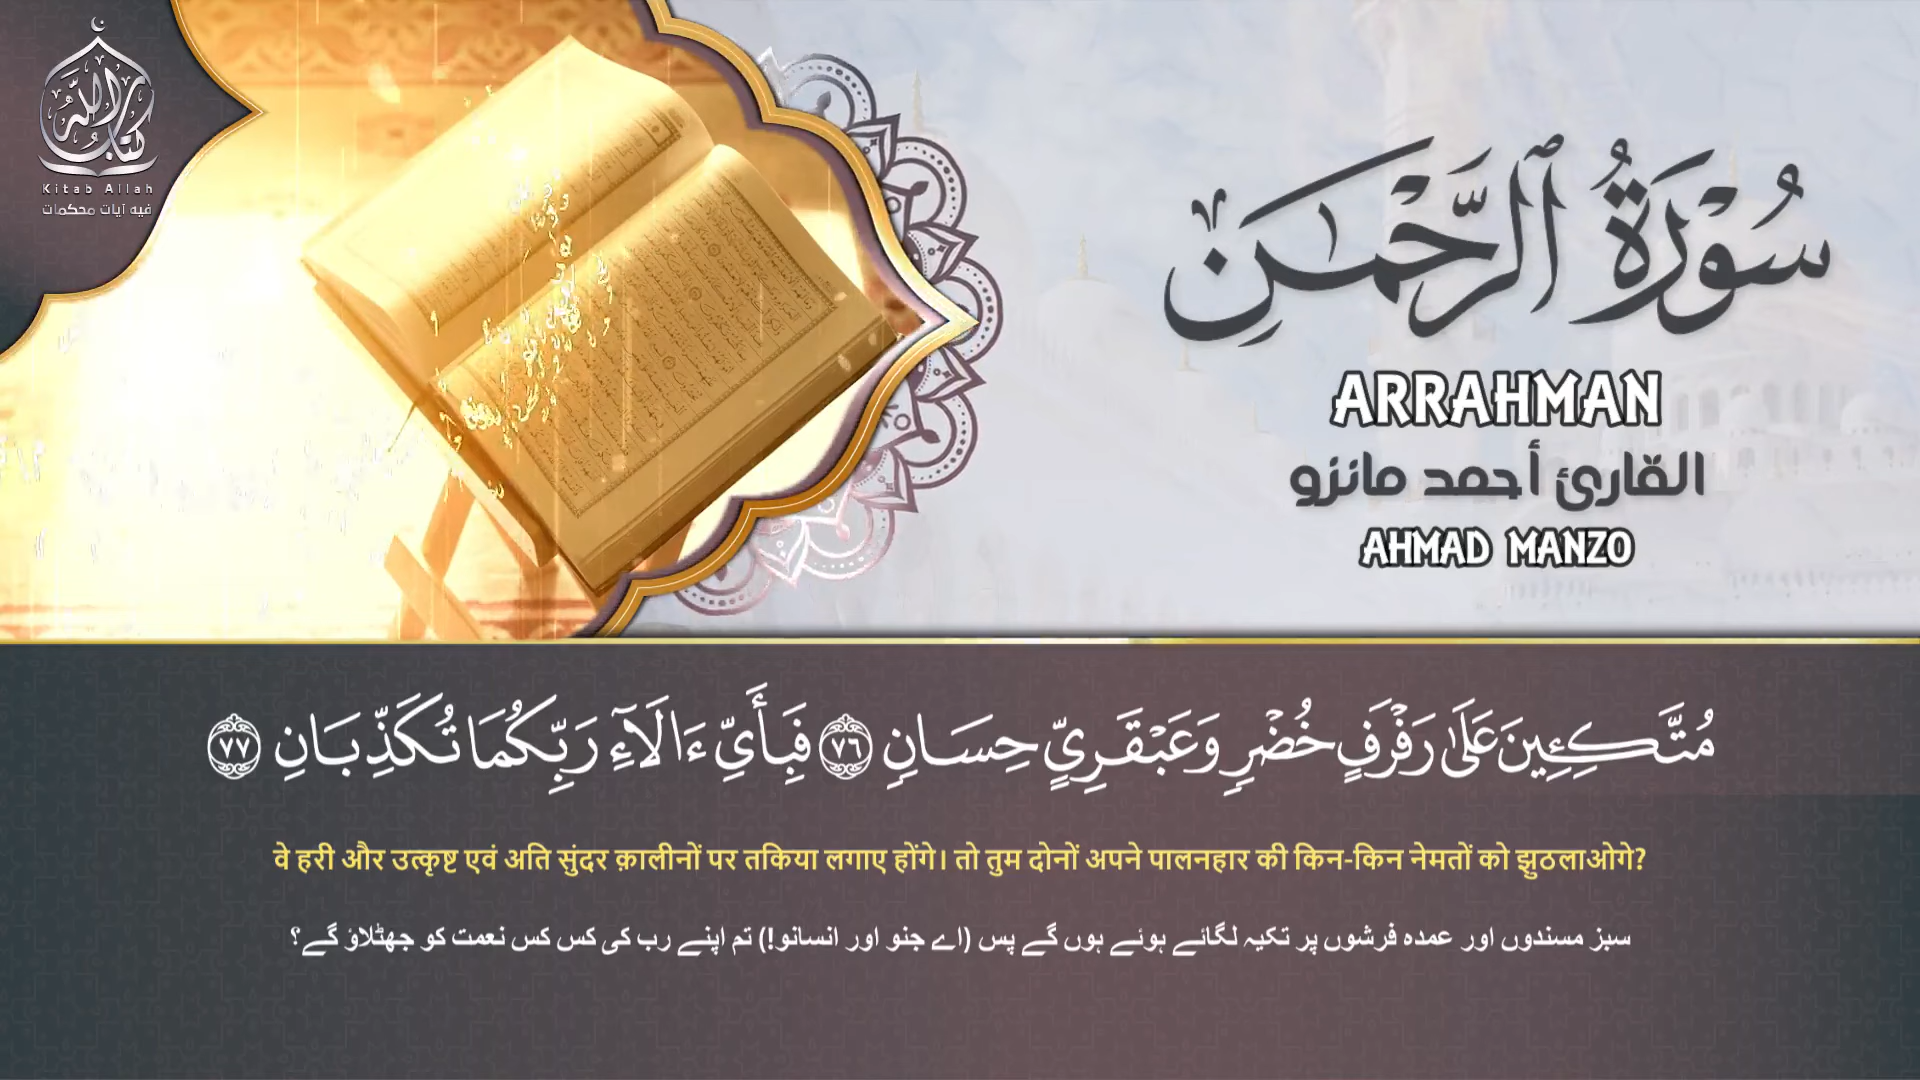 كتاب الله
Kitab Allah
فيه آيات محكمات
سُورَةُ ٱلرَّحْمَٰنِ
ARRAHMAN
القارئ أحمد مانزو
AHMAD MANZO
مُتَّكِـِٔينَ عَلَىٰ رَفْرَفٍ خُضْرٍ وَعَبْقَرِيٍّ حِسَانٍ ٧٦ فَبِأَيِّ ءَالَآءِ رَبِّكُمَا تُكَذِّبَانِ ٧٧
वे हरी और उत्कृष्ट एवं अति सुंदर क़ालीनों पर तकिया लगाए होंगे। तो तुम दोनों अपने पालनहार की किन-किन नेमतों को झुठलाओगे?
سبز مسندوں اور عمدہ فرشوں پر تکیہ لگائے ہوئے ہوں گے پس (اے جنو اور انسانو!) تم اپنے رب کی کس کس نعمت کو جھٹلاؤ گے؟